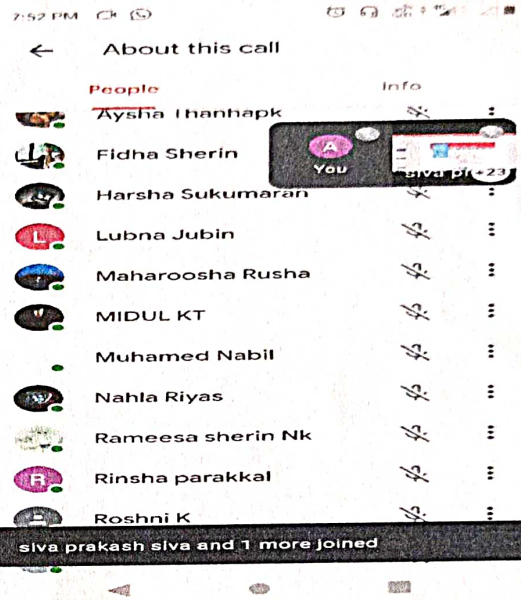 7:52 PM
About this call
People
Info
Aysha Thanhapk
Fidha Sherin
A
You
siva pr
+23
Harsha Sukumaran
L
Lubna Jubin
Maharoosha Rusha
MIDUL KT
Muhamed Nabil
Nahla Riyas
Rameesa sherin Nk
R
Rinsha parakkal
Roshni K
siva prakash siva and 1 more joined